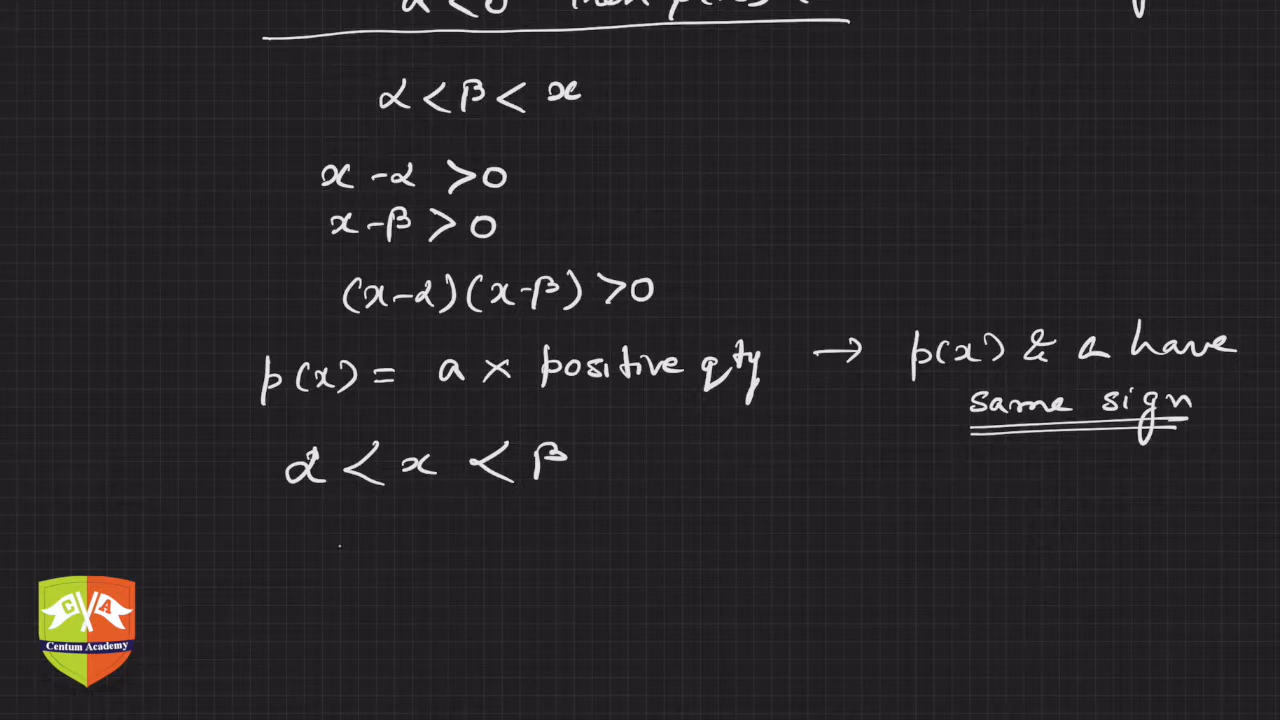 α < β < x
x - α > 0
x - β > 0
(x-α)(x-β) > 0
p(x) = a × positive qty → p(x) & a have
same sign
α < x < β
C A
Centum Academy